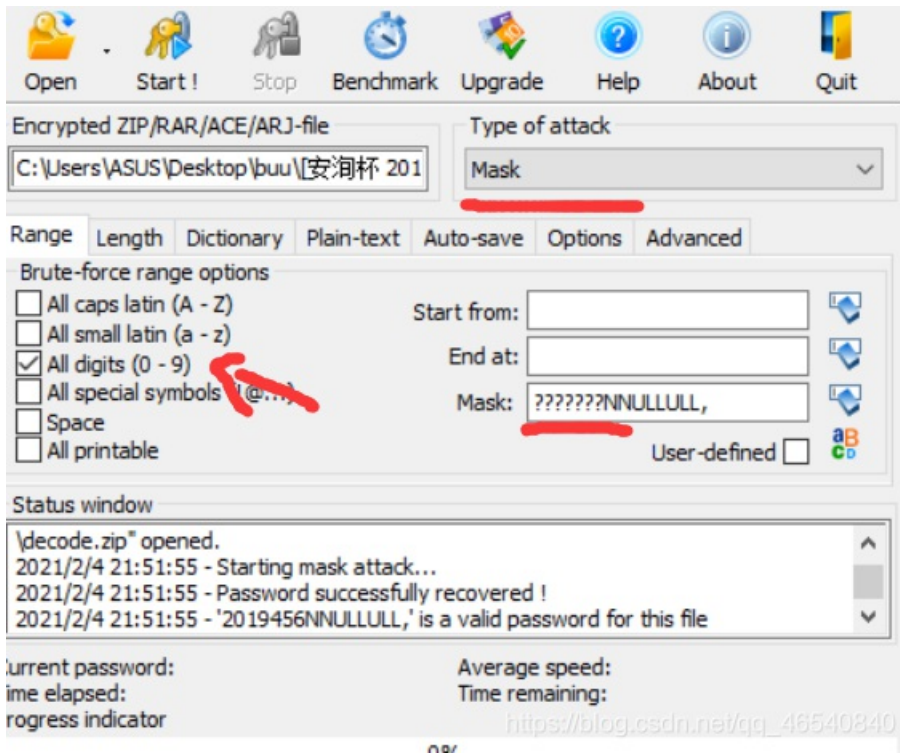 Open Start ! Stop Benchmark Upgrade Help About Quit
Encrypted ZIP/RAR/ACE/ARJ-file
Type of attack
C:\Users\ASUS\Desktop\buu\[安洵杯 201
Mask
Range Length Dictionary Plain-text Auto-save Options Advanced
Brute-force range options
All caps latin (A - Z)
All small latin (a - z)
All digits (0 - 9)
All special symbols (!@...)
Space
All printable
Start from:
End at:
Mask: ???????NNULLULL,
User-defined
Status window
\decode.zip" opened.
2021/2/4 21:51:55 - Starting mask attack...
2021/2/4 21:51:55 - Password successfully recovered !
2021/2/4 21:51:55 - '2019456NNULLULL,' is a valid password for this file
urrent password:
Average speed:
ime elapsed:
Time remaining:
rogress indicator
https://blog.csdn.net/qq_46540840
0%